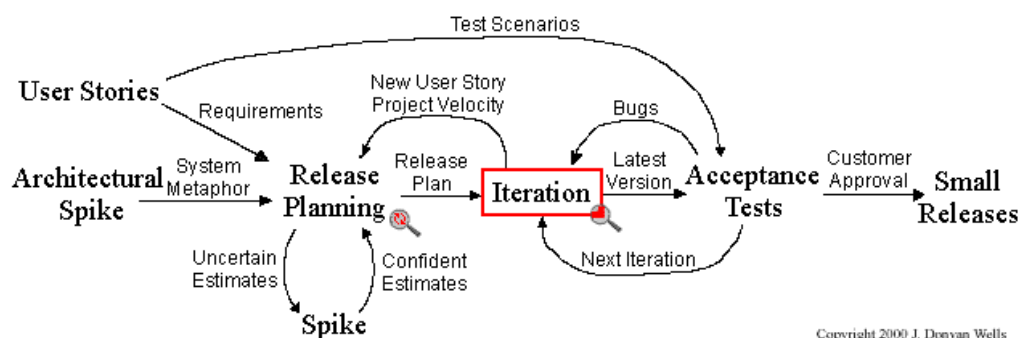 Test Scenarios
User Stories
New User Story
Project Velocity
Requirements
Bugs
Architectural
Spike
System
Metaphor
Release
Planning
Release
Plan
Iteration
Latest
Version
Acceptance
Tests
Customer
Approval
Small
Releases
Uncertain
Estimates
Confident
Estimates
Next Iteration
Spike
Copyright 2000 J. Donvan Wells